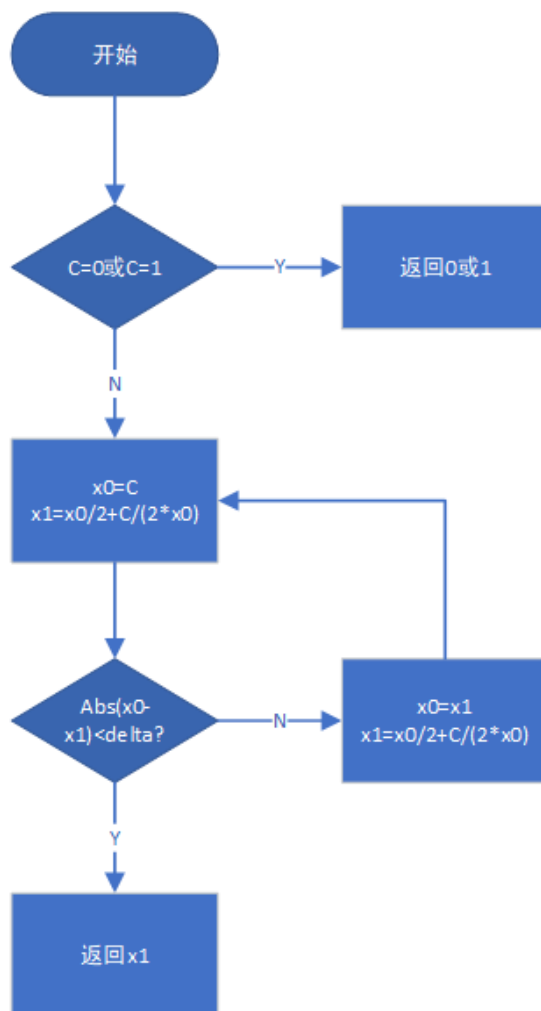 开始
C=0或C=1
Y
返回0或1
N
x0=C
x1=x0/2+C/(2*x0)
Abs(x0-
x1)<delta?
N
x0=x1
x1=x0/2+C/(2*x0)
Y
返回x1